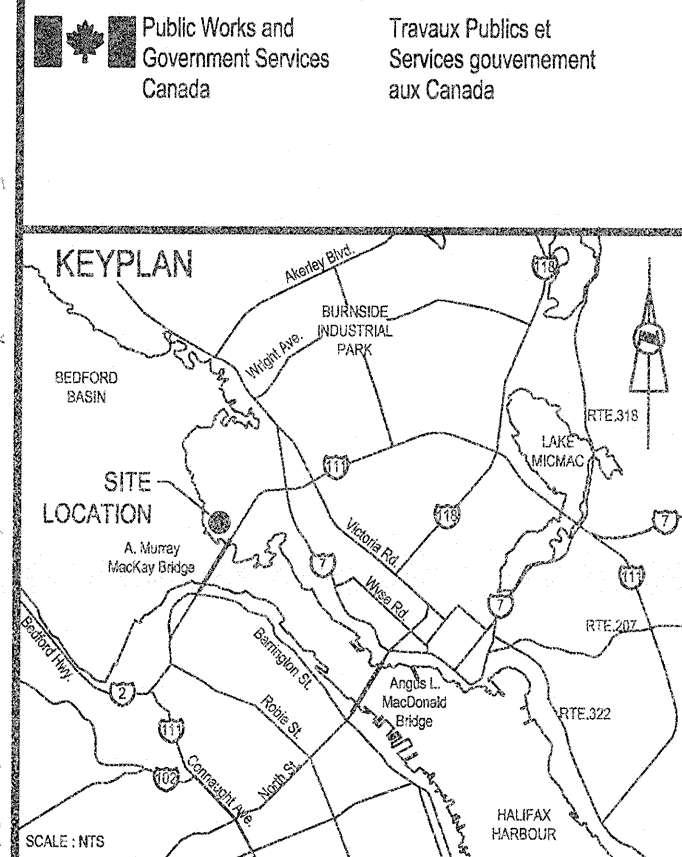 Public Works and
Government Services
Canada
Travaux Publics et
Services gouvernement
aux Canada
KEYPLAN
Akerley Blvd.
118
BURNSIDE
INDUSTRIAL
PARK
Wright Ave.
BEDFORD
BASIN
RTE.318
LAKE
MICMAC
111
SITE
LOCATION
118
7
Victoria Rd.
A. Murray
MacKay Bridge
7
Wyse Rd.
111
7
Bedford Hwy.
Barrington St.
RTE.207
2
Angus L.
MacDonald
Bridge
Robie St.
RTE.322
111
102
Connaught Ave.
North St.
HALIFAX
HARBOUR
SCALE : NTS